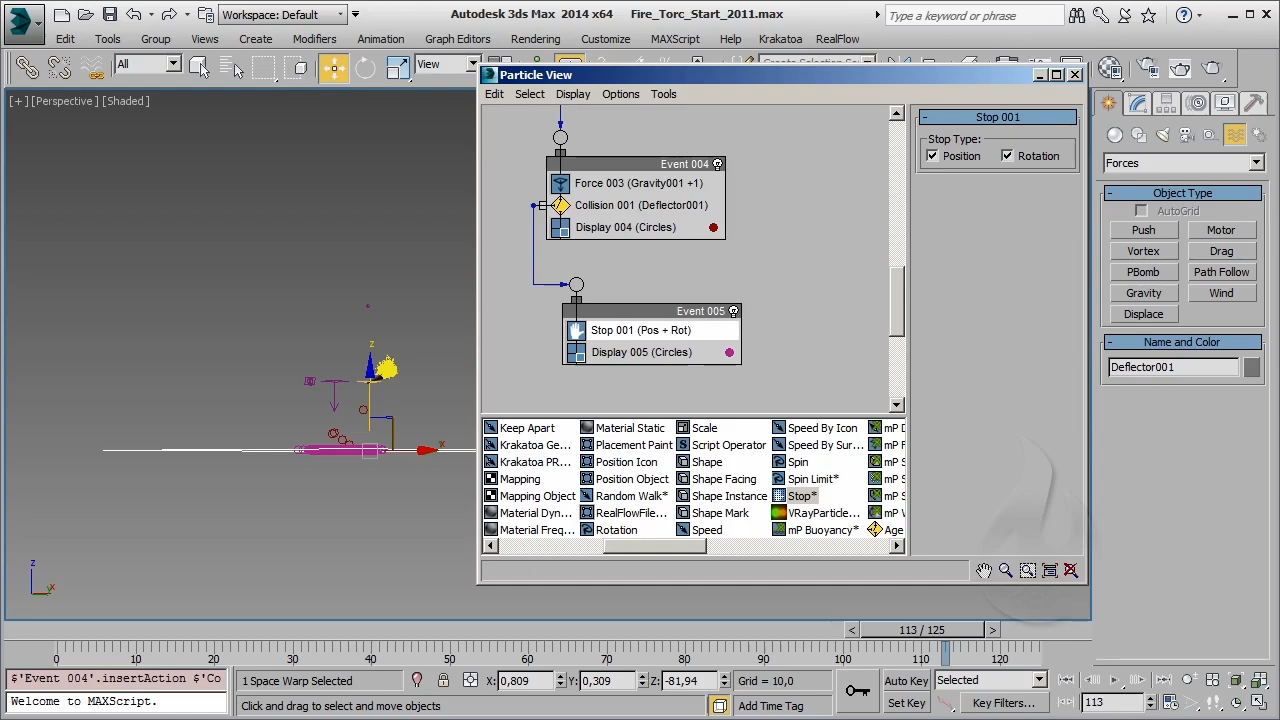 Workspace: Default
Autodesk 3ds Max 2014 x64 Fire_Torc_Start_2011.max
Type a keyword or phrase
Edit Tools Group Views Create Modifiers Animation Graph Editors Rendering Customize MAXScript Help Krakatoa RealFlow
All
View
[+][Perspective][Shaded]
Particle View
Edit Select Display Options Tools
Event 004
Force 003 (Gravity001 +1)
Collision 001 (Deflector001)
Display 004 (Circles)
Event 005
Stop 001 (Pos + Rot)
Display 005 (Circles)
Stop 001
Stop Type:
Position Rotation
Keep Apart Material Static Scale Speed By Icon
Krakatoa Ge... Placement Paint Script Operator Speed By Sur...
Krakatoa PR... Position Icon Shape Spin
Mapping Position Object Shape Facing Spin Limit*
Mapping Object Random Walk* Shape Instance Stop*
Material Dyn... RealFlowFile... Shape Mark VRayParticle...
Material Freq... Rotation Speed mP Buoyancy* Age
Forces
Object Type
AutoGrid
Push Motor
Vortex Drag
PBomb Path Follow
Gravity Wind
Displace
Name and Color
Deflector001
z
x
z
x
113 / 125
0 10 20 30 40 50 60 70 80 90 100 110 120
$'Event 004'.insertAction $'Co
Welcome to MAXScript.
1 Space Warp Selected
X: 0,809 Y: 0,309 Z: -81,94 Grid = 10,0
Click and drag to select and move objects
Add Time Tag
Auto Key Selected
Set Key Key Filters...
113